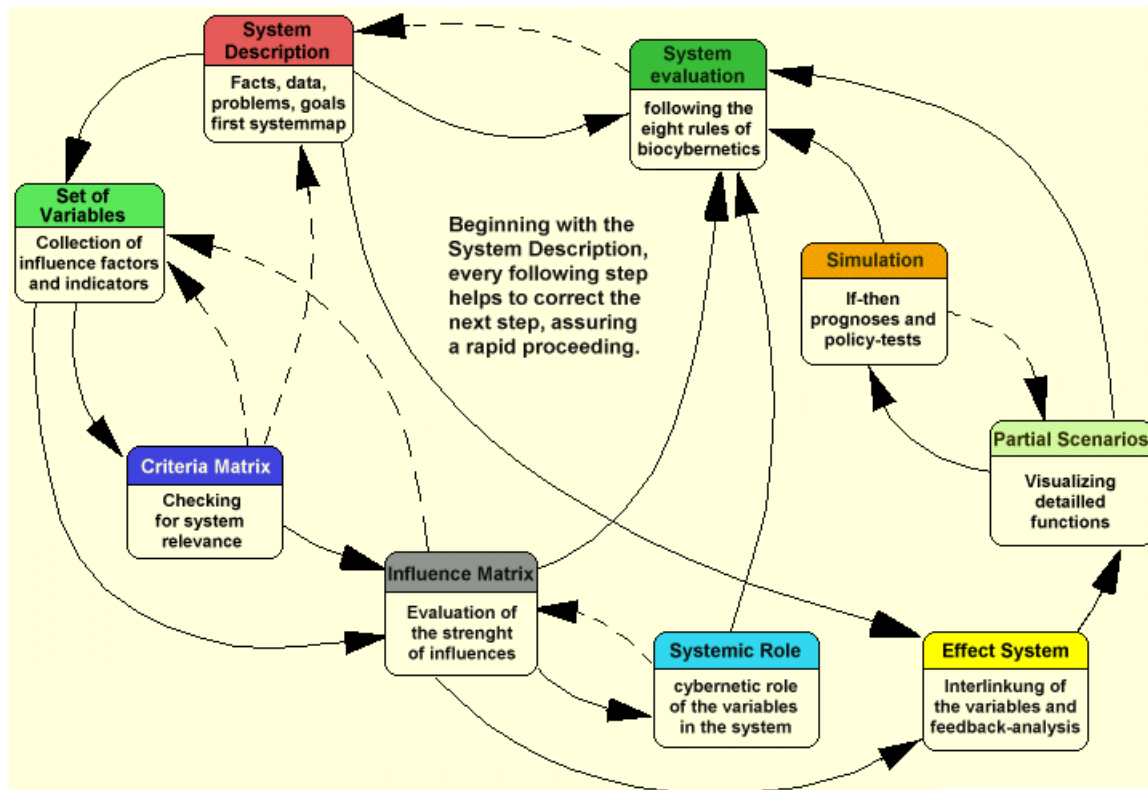 System
Description
Facts, data,
problems, goals
first systemmap
System
evaluation
following the
eight rules of
biocybernetics
Set of
Variables
Collection of
influence factors
and indicators
Beginning with the
System Description,
every following step
helps to correct the
next step, assuring
a rapid proceeding.
Simulation
If-then
prognoses and
policy-tests
Criteria Matrix
Checking
for system
relevance
Partial Scenarios
Visualizing
detailled
functions
Influence Matrix
Evaluation of
the strenght
of influences
Systemic Role
cybernetic role
of the variables
in the system
Effect System
Interlinkung of
the variables and
feedback-analysis